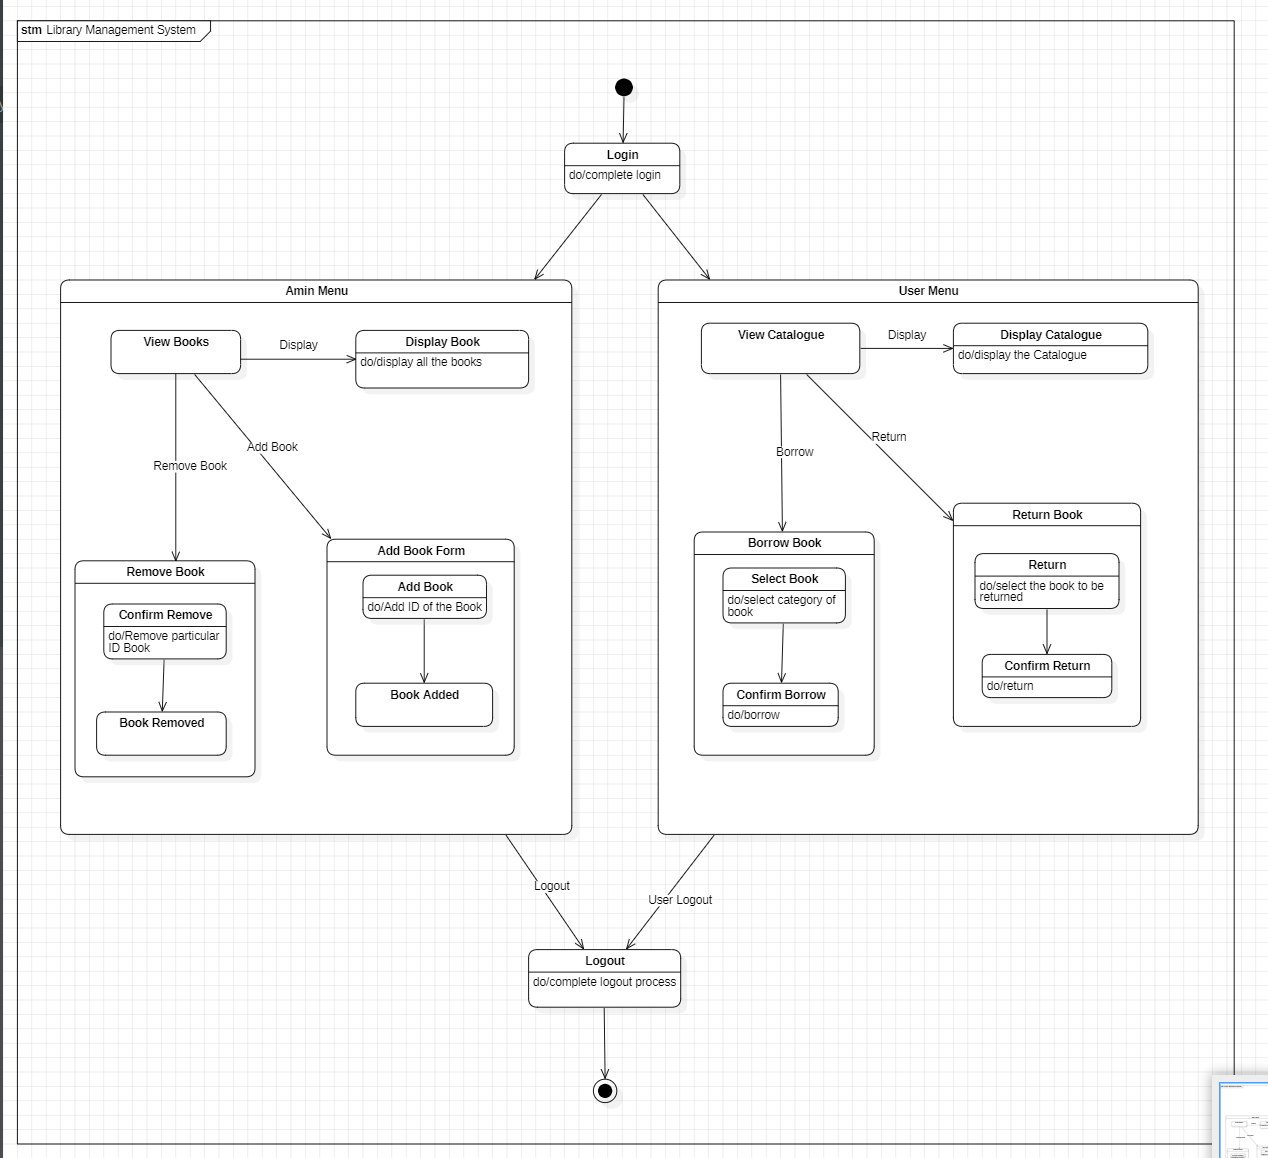 stm Library Management System
Login
do/complete login
Amin Menu
User Menu
View Books
Display
Display Book
do/display all the books
View Catalogue
Display
Display Catalogue
do/display the Catalogue
Remove Book
Add Book
Borrow
Return
Remove Book
Confirm Remove
do/Remove particular
ID Book
Book Removed
Add Book Form
Add Book
do/Add ID of the Book
Book Added
Borrow Book
Select Book
do/select category of
book
Confirm Borrow
do/borrow
Return Book
Return
do/select the book to be
returned
Confirm Return
do/return
Logout
User Logout
Logout
do/complete logout process